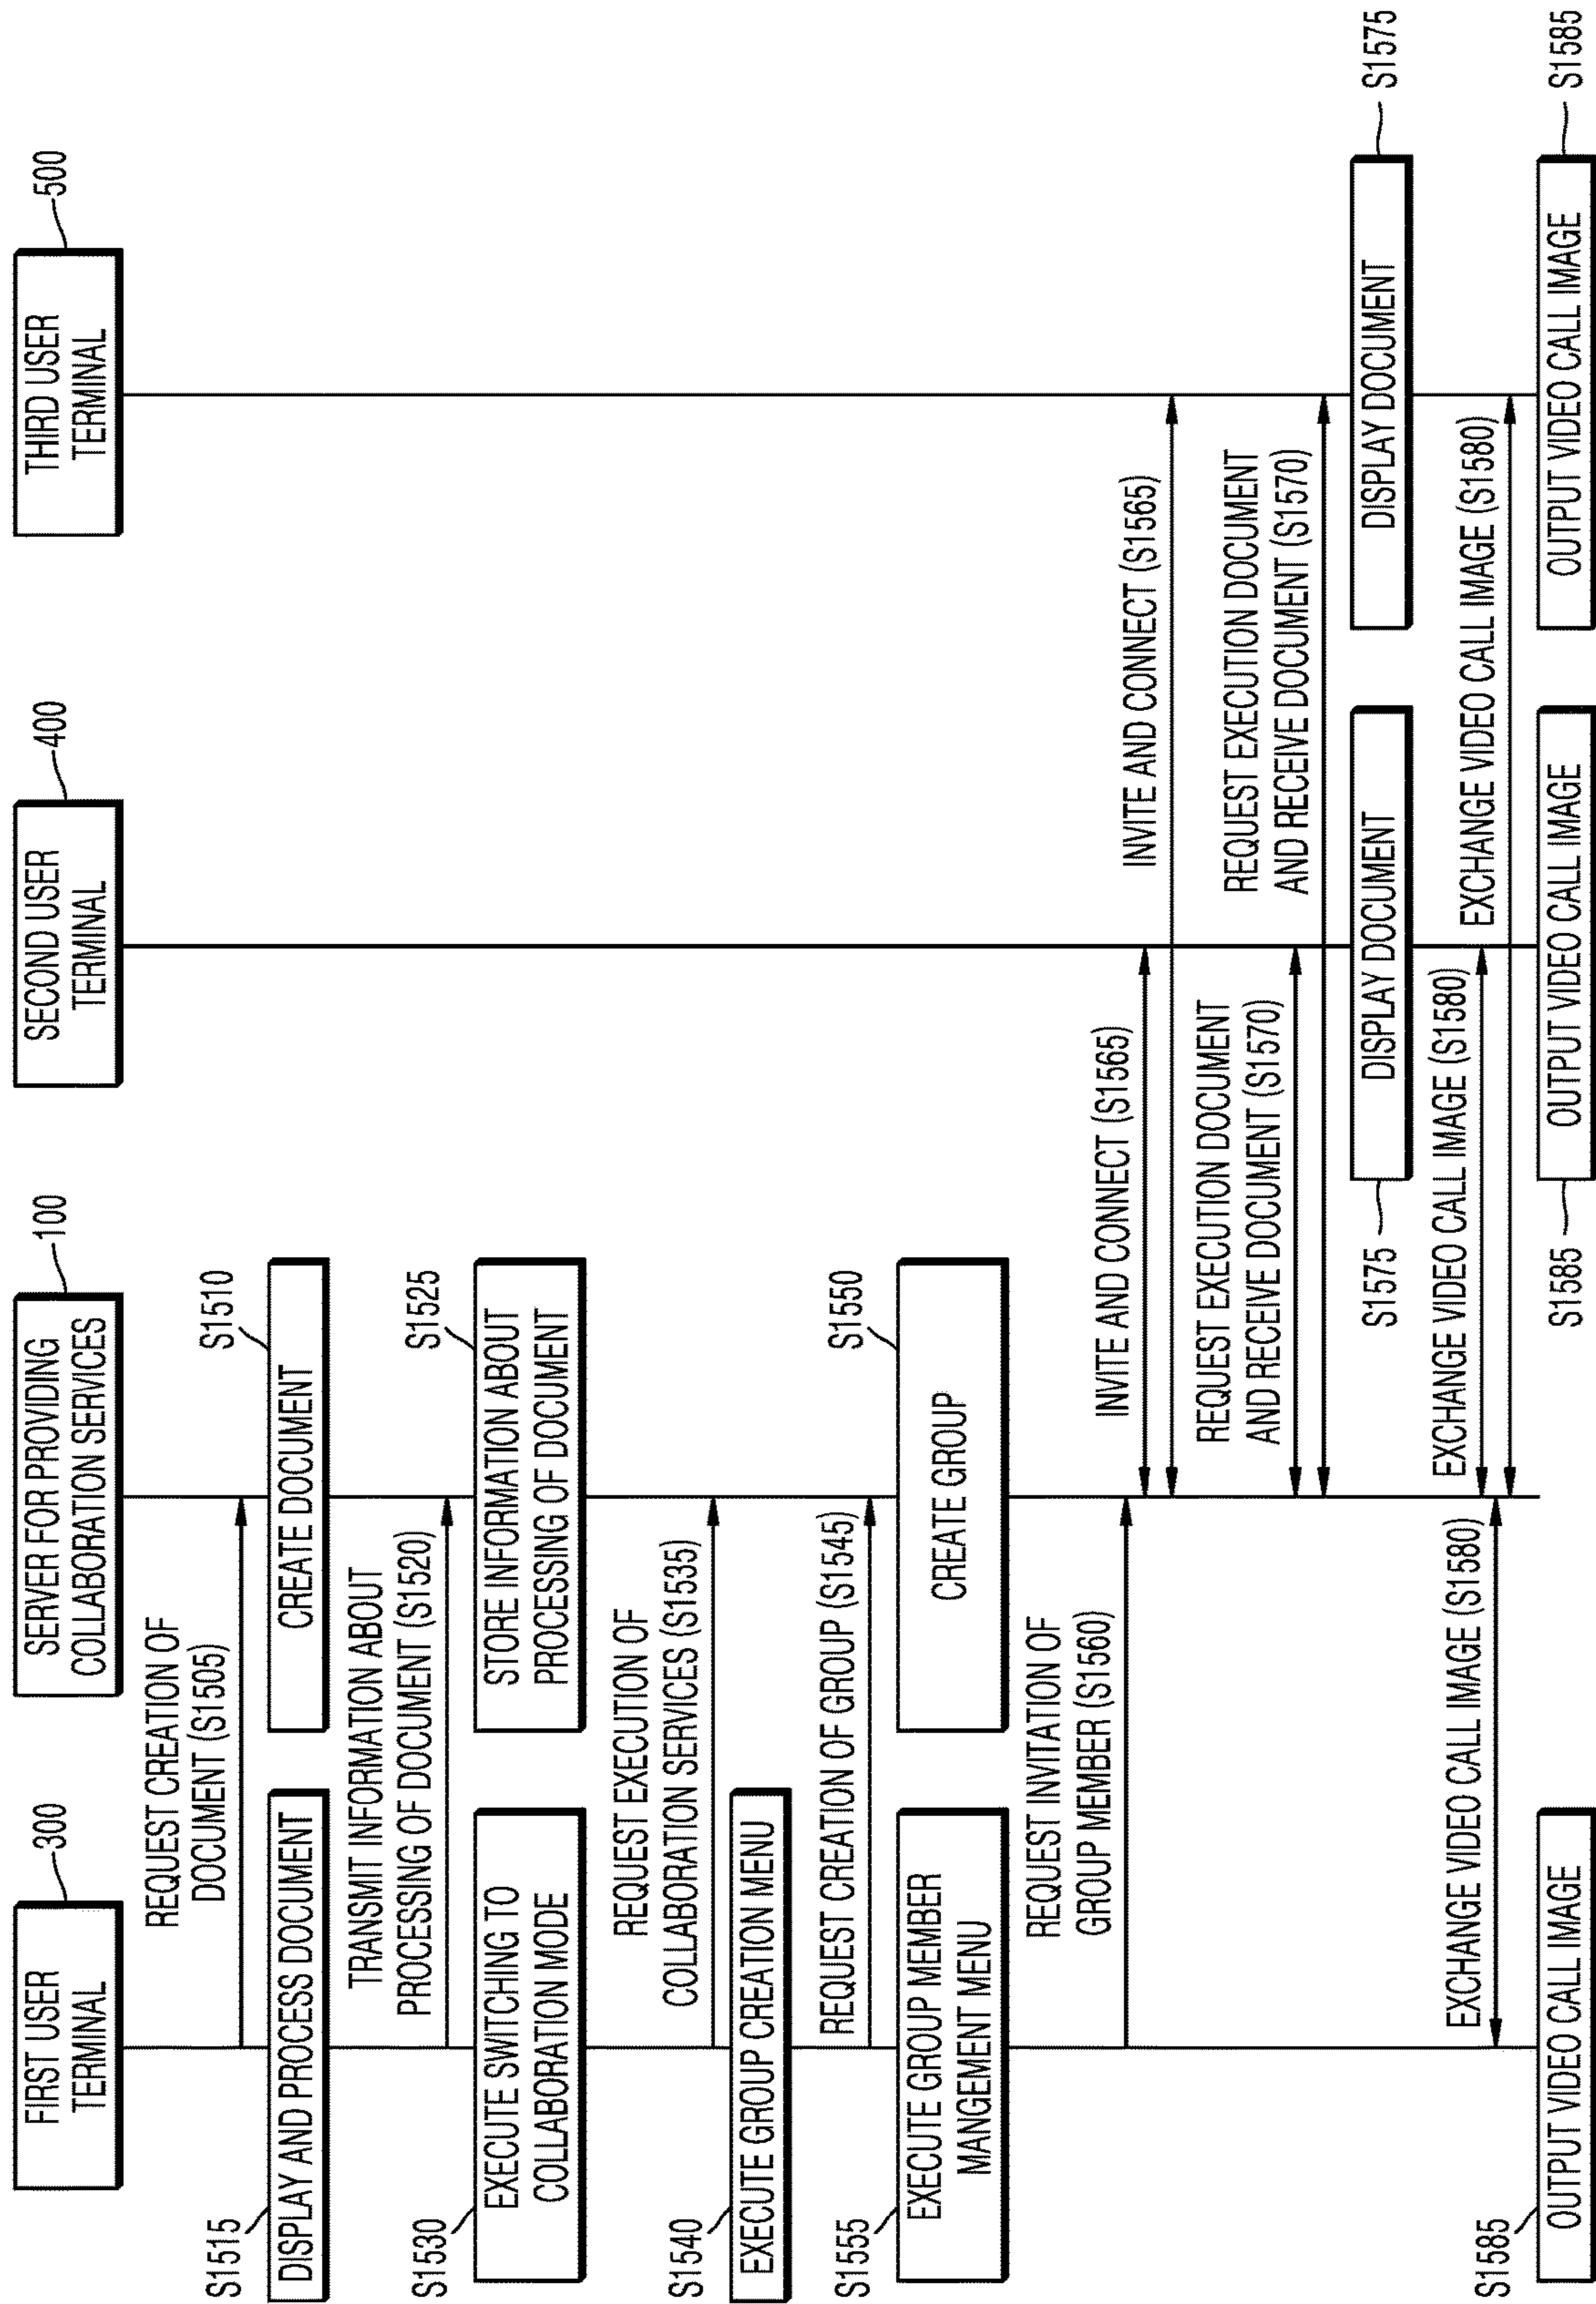 FIRST USER
TERMINAL
300
SERVER FOR PROVIDING
COLLABORATION SERVICES
100
SECOND USER
TERMINAL
400
THIRD USER
TERMINAL
500
REQUEST CREATION OF
DOCUMENT (S1505)
S1515
DISPLAY AND PROCESS DOCUMENT
CREATE DOCUMENT
S1510
TRANSMIT INFORMATION ABOUT
PROCESSING OF DOCUMENT (S1520)
S1530
EXECUTE SWITCHING TO
COLLABORATION MODE
STORE INFORMATION ABOUT
PROCESSING OF DOCUMENT
S1525
REQUEST EXECUTION OF
COLLABORATION SERVICES (S1535)
S1540
EXECUTE GROUP CREATION MENU
REQUEST CREATION OF GROUP (S1545)
S1555
EXECUTE GROUP MEMBER
MANGEMENT MENU
CREATE GROUP
S1550
REQUEST INVITATION OF
GROUP MEMBER (S1560)
INVITE AND CONNECT (S1565)
INVITE AND CONNECT (S1565)
REQUEST EXECUTION DOCUMENT
AND RECEIVE DOCUMENT (S1570)
REQUEST EXECUTION DOCUMENT
AND RECEIVE DOCUMENT (S1570)
S1575
DISPLAY DOCUMENT
DISPLAY DOCUMENT
S1575
EXCHANGE VIDEO CALL IMAGE (S1580)
EXCHANGE VIDEO CALL IMAGE (S1580)
EXCHANGE VIDEO CALL IMAGE (S1580)
S1585
OUTPUT VIDEO CALL IMAGE
S1585
OUTPUT VIDEO CALL IMAGE
OUTPUT VIDEO CALL IMAGE
S1585